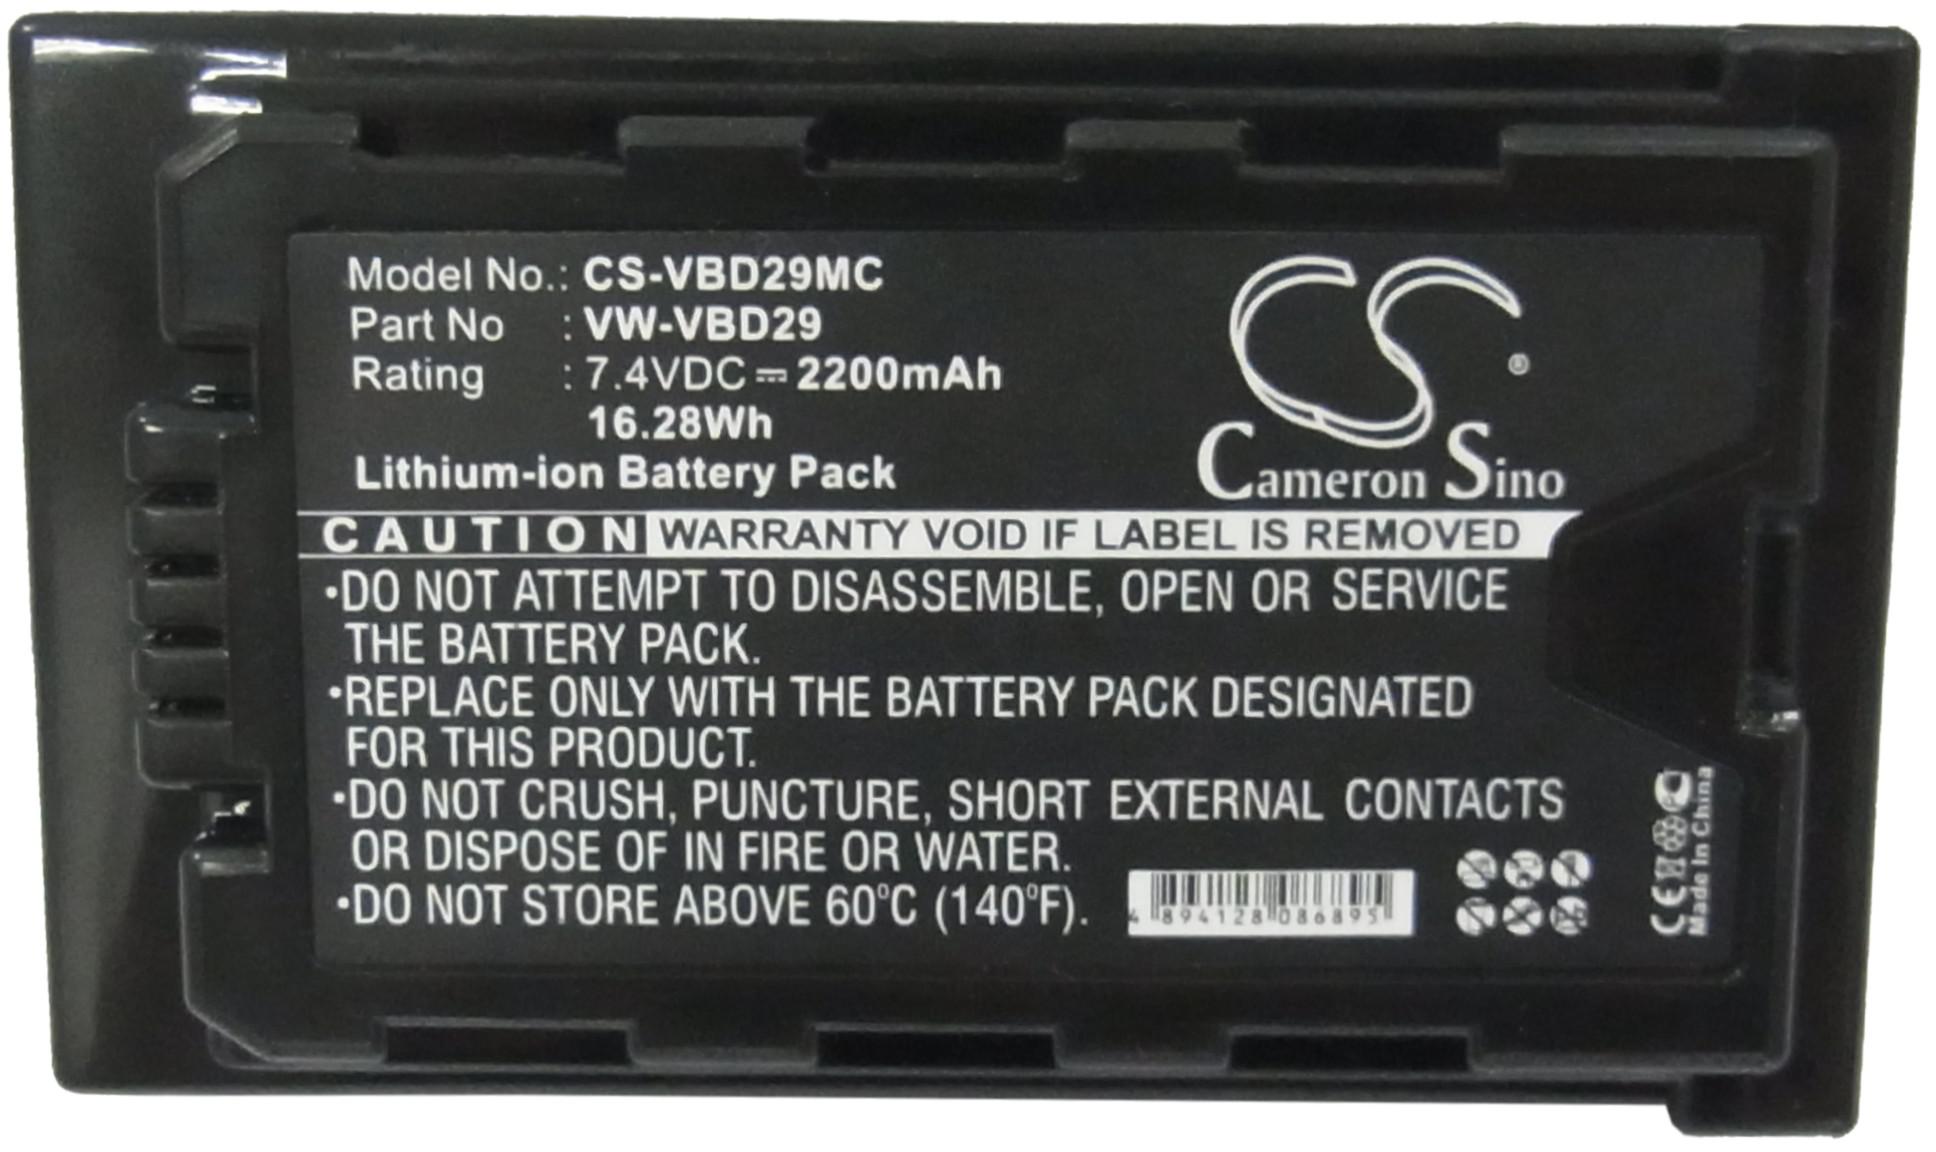 Model No.: CS-VBD29MC
Part No : VW-VBD29
Rating : 7.4VDC⎓2200mAh
16.28Wh
Lithium-ion Battery Pack
CS
®
Cameron Sino
CAUTION WARRANTY VOID IF LABEL IS REMOVED
•DO NOT ATTEMPT TO DISASSEMBLE, OPEN OR SERVICE
THE BATTERY PACK.
•REPLACE ONLY WITH THE BATTERY PACK DESIGNATED
FOR THIS PRODUCT.
•DO NOT CRUSH, PUNCTURE, SHORT EXTERNAL CONTACTS
OR DISPOSE OF IN FIRE OR WATER.
•DO NOT STORE ABOVE 60°C (140°F).
4 894128 086895
CE
Made In China